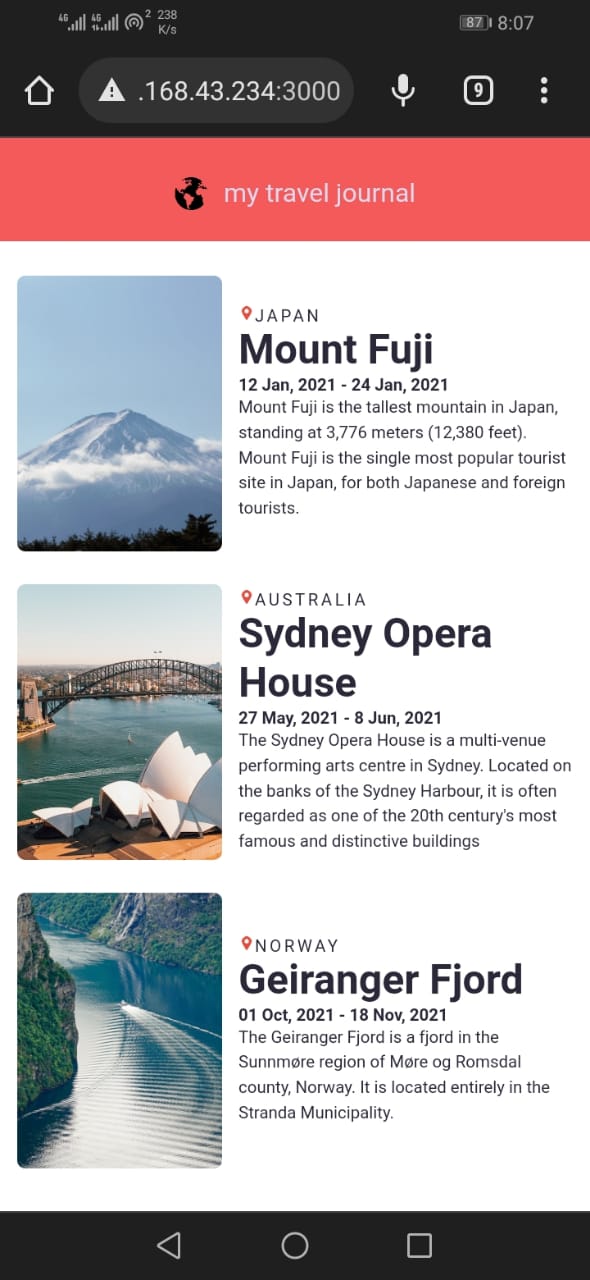 4G 4G 2 238 K/s 87 8:07
.168.43.234:3000 9
my travel journal
JAPAN
Mount Fuji
12 Jan, 2021 - 24 Jan, 2021
Mount Fuji is the tallest mountain in Japan,
standing at 3,776 meters (12,380 feet).
Mount Fuji is the single most popular tourist
site in Japan, for both Japanese and foreign
tourists.
AUSTRALIA
Sydney Opera
House
27 May, 2021 - 8 Jun, 2021
The Sydney Opera House is a multi-venue
performing arts centre in Sydney. Located on
the banks of the Sydney Harbour, it is often
regarded as one of the 20th century's most
famous and distinctive buildings
NORWAY
Geiranger Fjord
01 Oct, 2021 - 18 Nov, 2021
The Geiranger Fjord is a fjord in the
Sunnmøre region of Møre og Romsdal
county, Norway. It is located entirely in the
Stranda Municipality.